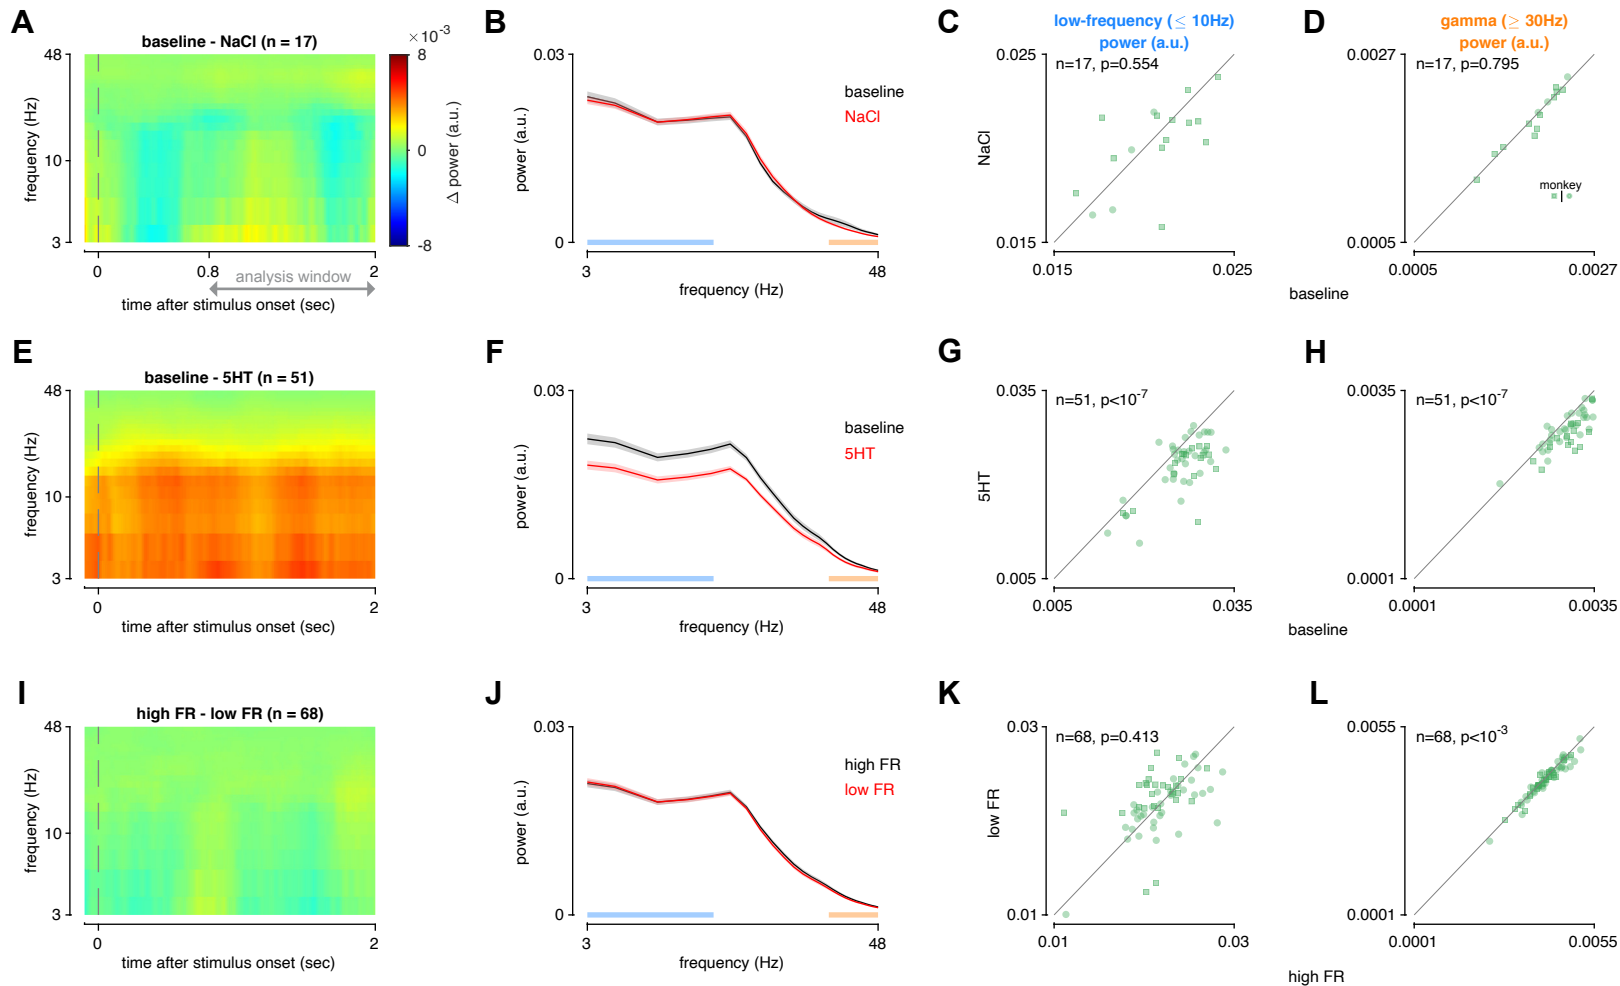 A
baseline - NaCl (n = 17)
×10⁻³
48
10
3
frequency (Hz)
0
0.8
2
analysis window
time after stimulus onset (sec)
8
0
-8
Δ power (a.u.)
B
0.03
0
power (a.u.)
baseline
NaCl
3
48
frequency (Hz)
C
low-frequency (≤ 10Hz)
power (a.u.)
0.025
n=17, p=0.554
NaCl
0.015
0.015
0.025
D
gamma (≥ 30Hz)
power (a.u.)
0.0027
n=17, p=0.795
monkey
0.0005
0.0005
0.0027
baseline
E
baseline - 5HT (n = 51)
48
10
3
frequency (Hz)
0
2
time after stimulus onset (sec)
F
0.03
0
power (a.u.)
baseline
5HT
3
48
frequency (Hz)
G
0.035
n=51, p<10⁻⁷
5HT
0.005
0.005
0.035
H
0.0035
n=51, p<10⁻⁷
0.0001
0.0001
0.0035
baseline
I
high FR - low FR (n = 68)
48
10
3
frequency (Hz)
0
2
time after stimulus onset (sec)
J
0.03
0
power (a.u.)
high FR
low FR
3
48
frequency (Hz)
K
0.03
n=68, p=0.413
low FR
0.01
0.01
0.03
L
0.0055
n=68, p<10⁻³
0.0001
0.0001
0.0055
high FR